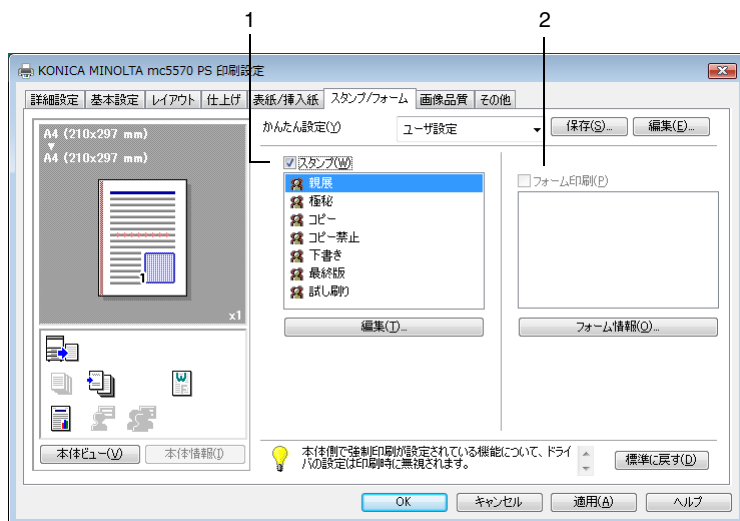 1 2
KONICA MINOLTA mc5570 PS 印刷設定
詳細設定 基本設定 レイアウト 仕上げ 表紙/挿入紙 スタンプ/フォーム 画像品質 その他
A4 (210x297 mm)
A4 (210x297 mm)
1
x1
本体ビュー(V) 本体情報(I)
かんたん設定(Y) ユーザ設定 保存(S)... 編集(E)...
スタンプ(W)
親展
極秘
コピー
コピー禁止
下書き
最終版
試し刷り
編集(T)...
フォーム印刷(P)
フォーム情報(O)...
本体側で強制印刷が設定されている機能について、ドライ
バの設定は印刷時に無視されます。
標準に戻す(D)
OK キャンセル 適用(A) ヘルプ